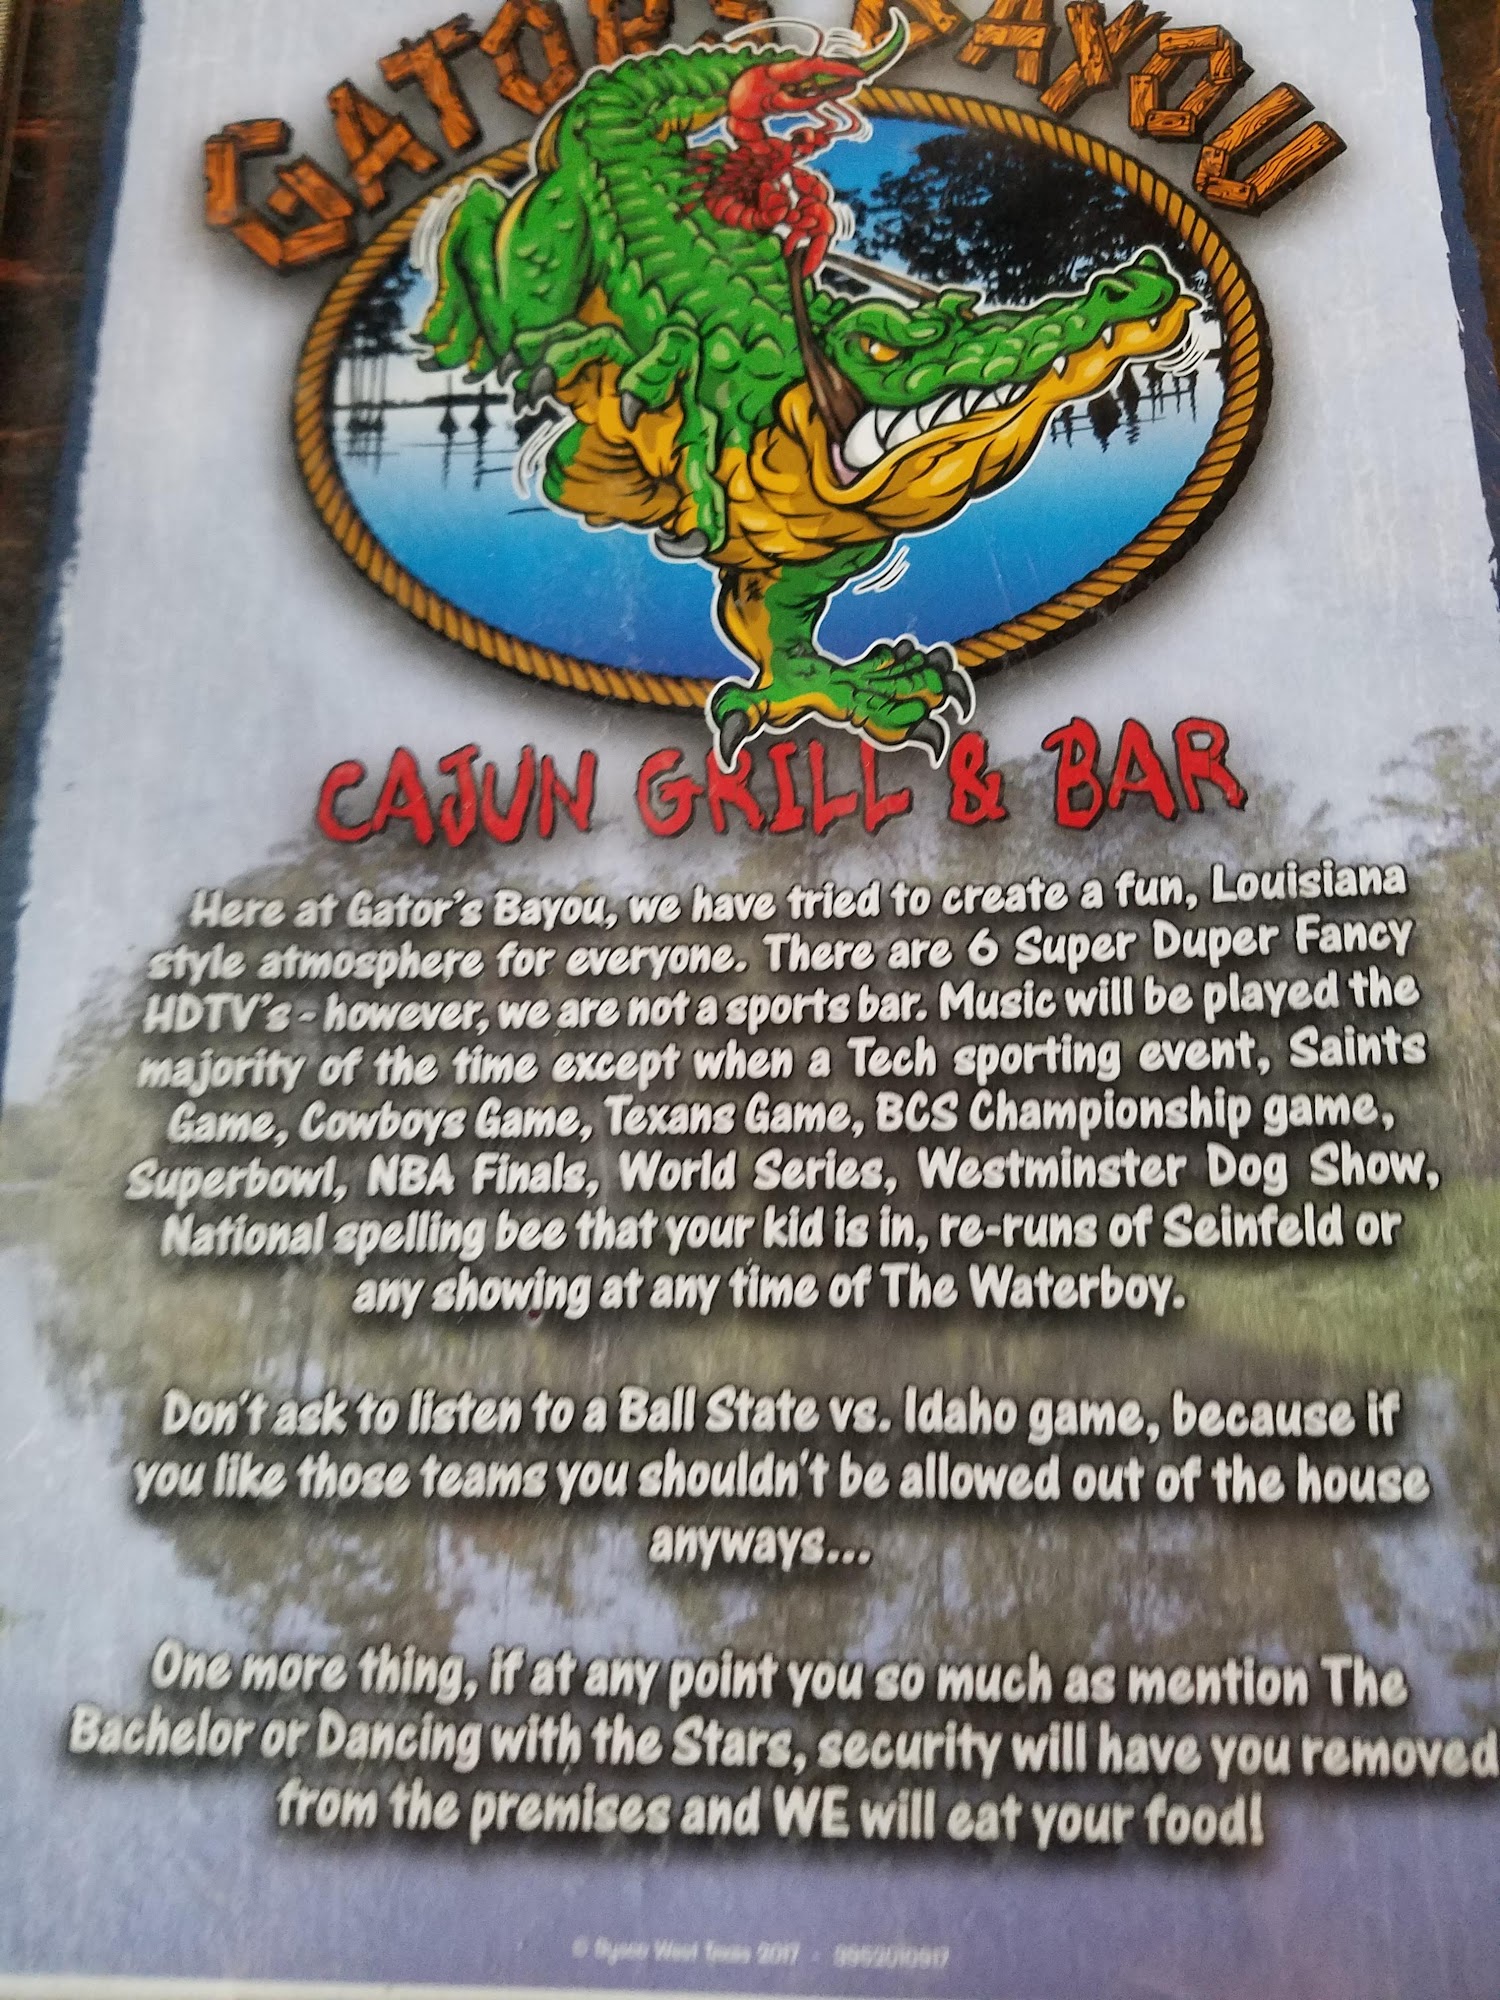 GATOR'S BAYOU
CAJUN GRILL & BAR
Here at Gator's Bayou, we have tried to create a fun, Louisiana
style atmosphere for everyone. There are 6 Super Duper Fancy
HDTV's - however, we are not a sports bar. Music will be played the
majority of the time except when a Tech sporting event, Saints
Game, Cowboys Game, Texans Game, BCS Championship game,
Superbowl, NBA Finals, World Series, Westminster Dog Show,
National spelling bee that your kid is in, re-runs of Seinfeld or
any showing at any time of The Waterboy.
Don't ask to listen to a Ball State vs. Idaho game, because if
you like those teams you shouldn't be allowed out of the house
anyways...
One more thing, if at any point you so much as mention The
Bachelor or Dancing with the Stars, security will have you removed
from the premises and WE will eat your food!
© Sysco West Texas 2017 - 3952010917